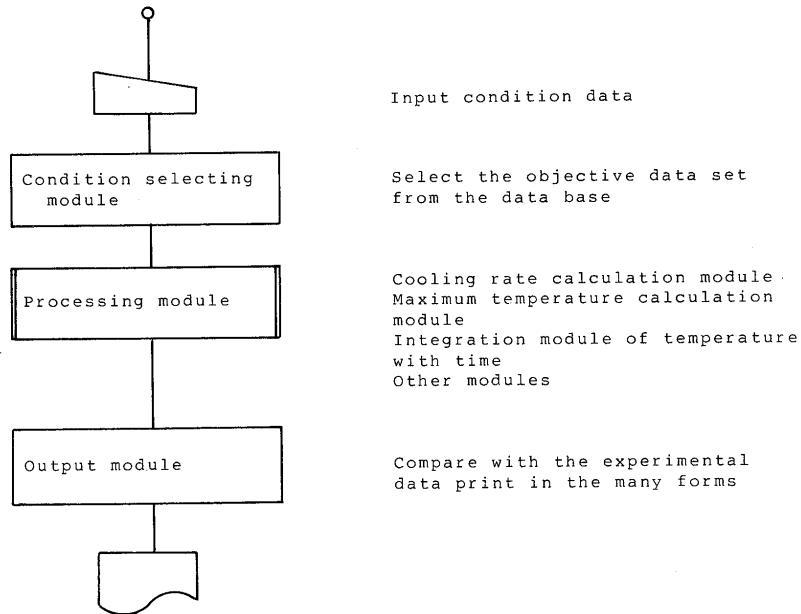 Input condition data
Condition selecting
module
Select the objective data set
from the data base
Processing module
Cooling rate calculation module
Maximum temperature calculation
module
Integration module of temperature
with time
Other modules
Output module
Compare with the experimental
data print in the many forms